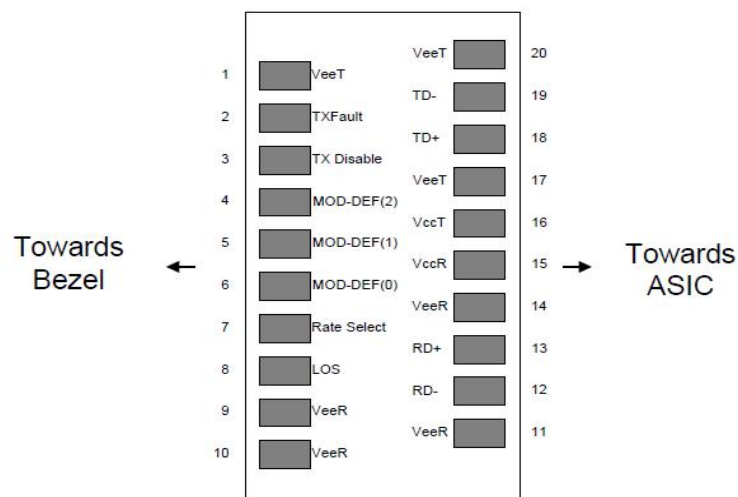 VeeT 20
1 VeeT
TD- 19
2 TXFault
TD+ 18
3 TX Disable
VeeT 17
4 MOD-DEF(2)
VccT 16
5 MOD-DEF(1)
Towards
Bezel
VccR 15
Towards
ASIC
6 MOD-DEF(0)
VeeR 14
7 Rate Select
RD+ 13
8 LOS
RD- 12
9 VeeR
VeeR 11
10 VeeR